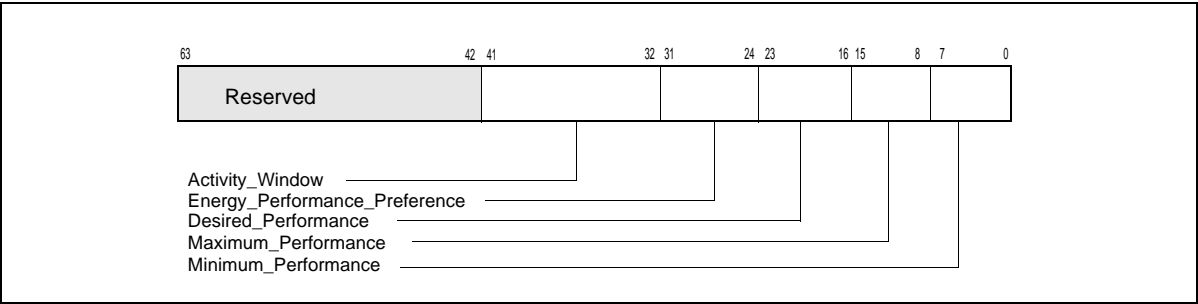 63 42 41 32 31 24 23 16 15 8 7 0
Reserved
Activity_Window
Energy_Performance_Preference
Desired_Performance
Maximum_Performance
Minimum_Performance